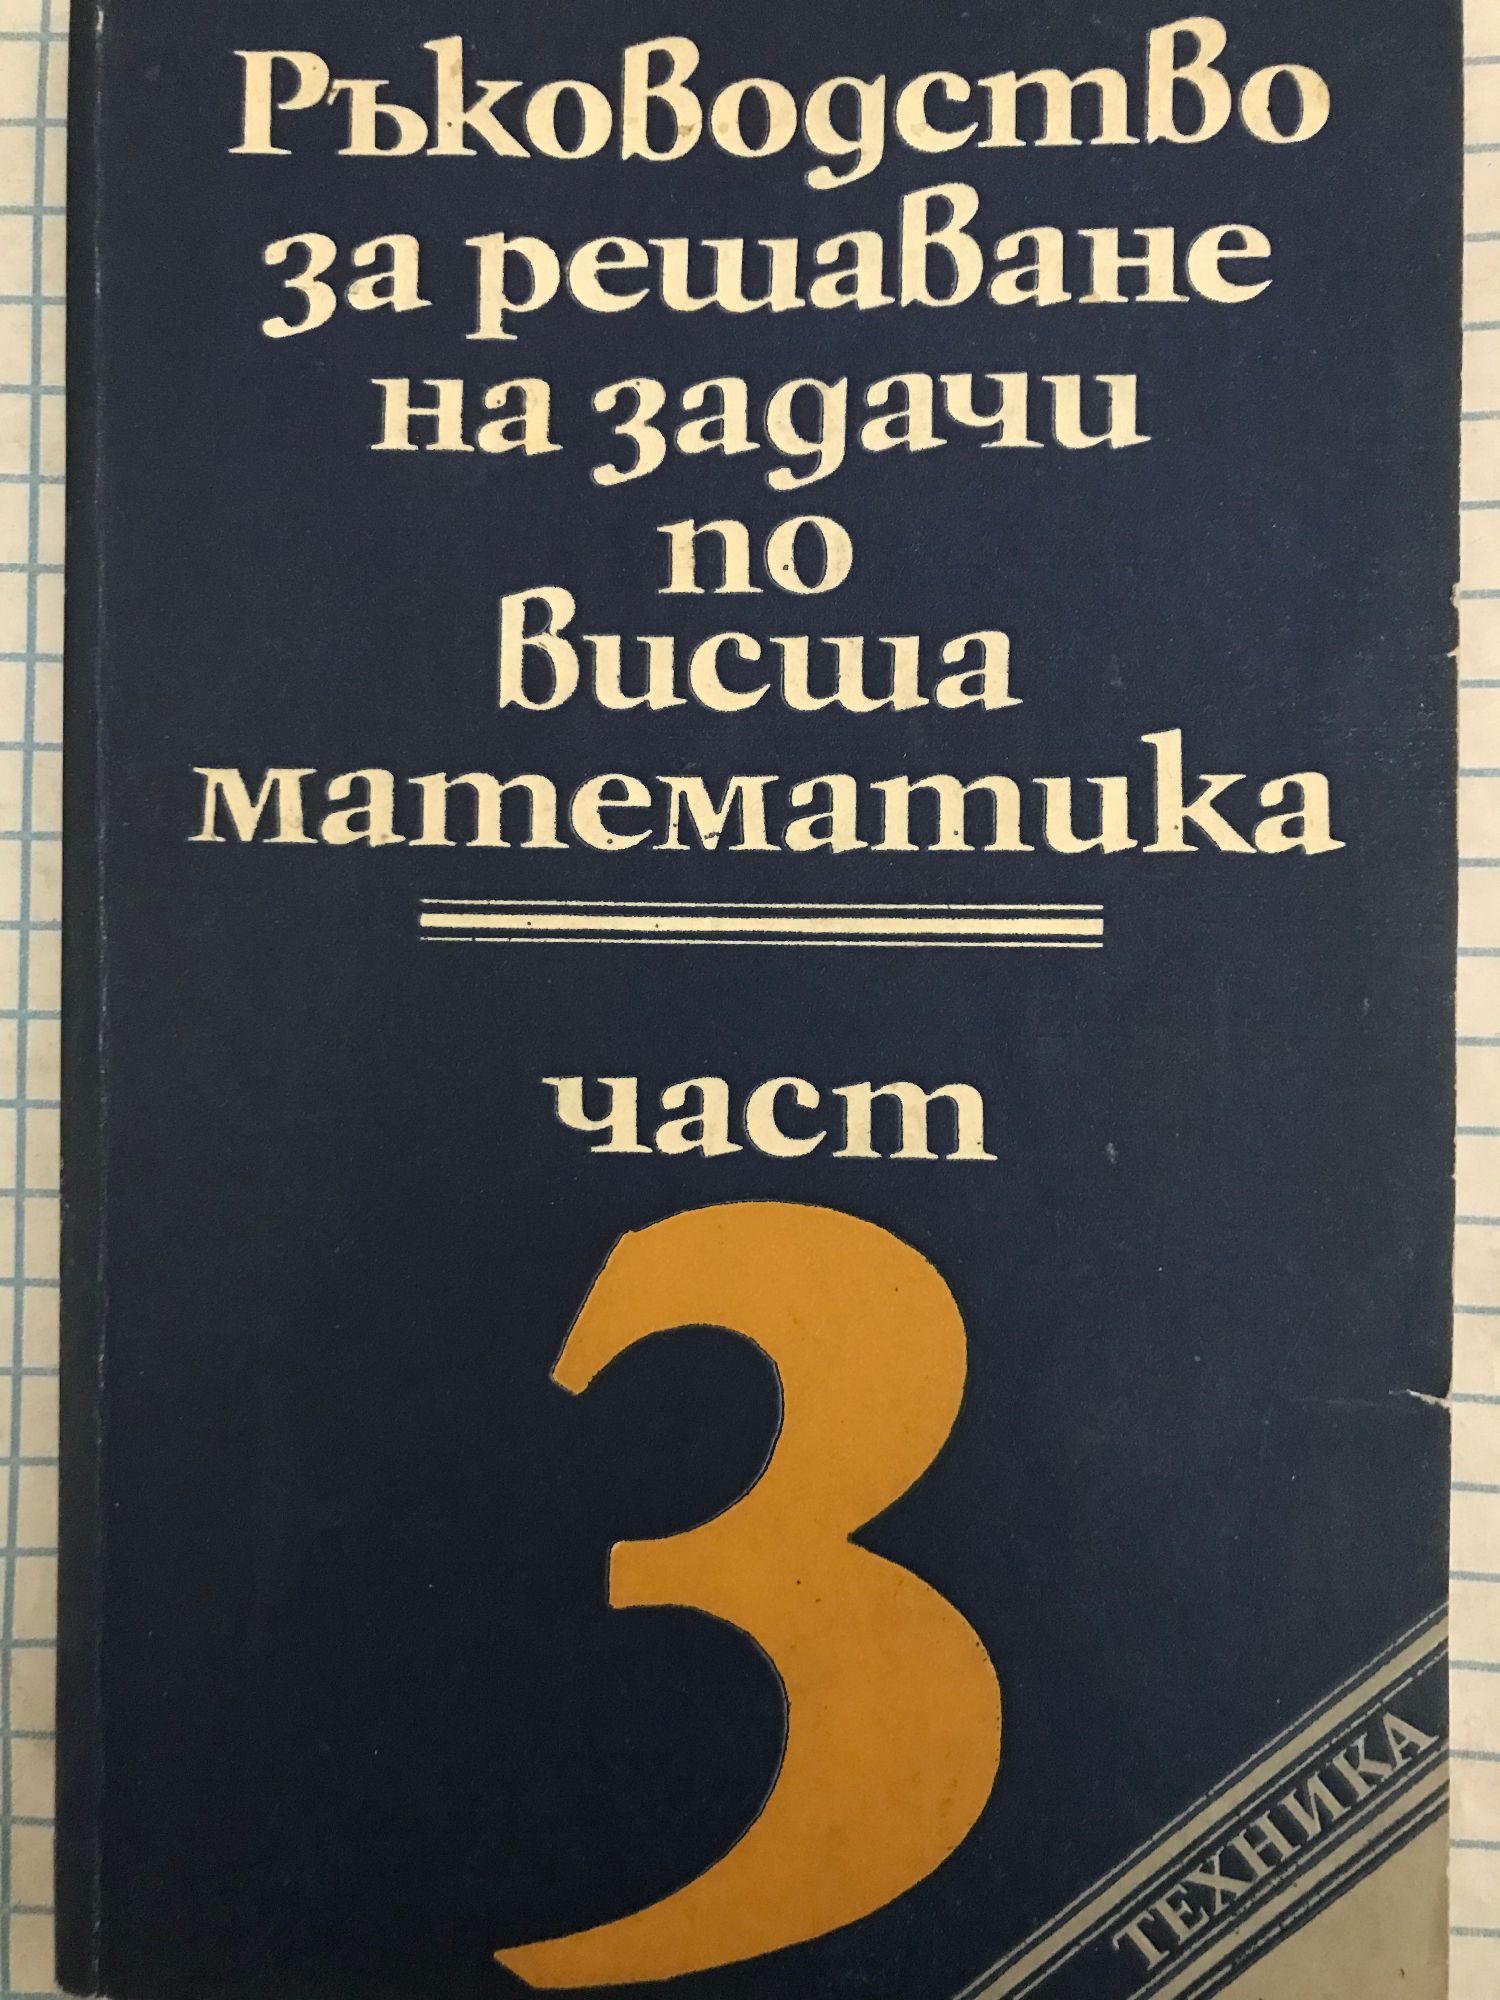 Ръководство
за решаване
на задачи
по
висша
математика
част
3
ТЕХНИКА